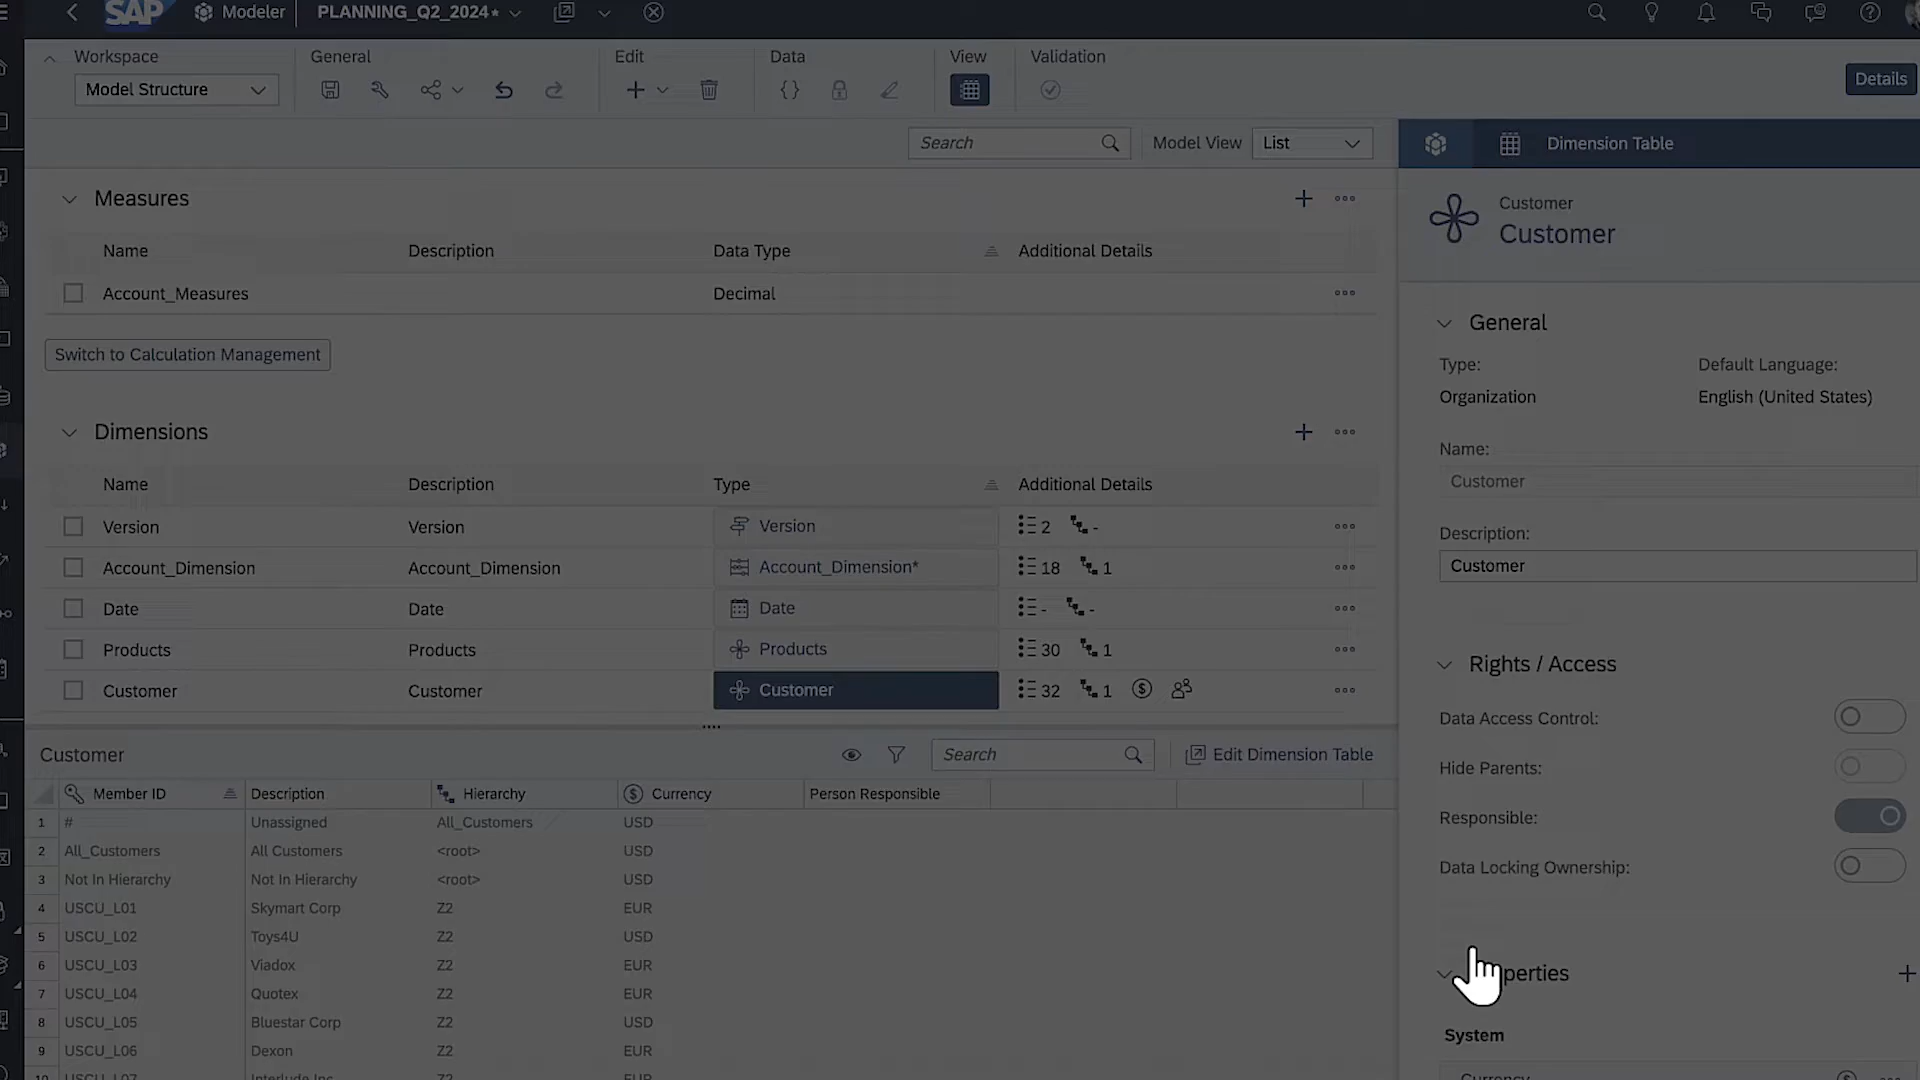 SAP Modeler PLANNING_Q2_2024*
Workspace General Edit Data View Validation
Model Structure
Details
Search Model View List
Dimension Table
Measures
Name Description Data Type Additional Details
Account_Measures Decimal
Switch to Calculation Management
Dimensions
Name Description Type Additional Details
Version Version Version 2 -
Account_Dimension Account_Dimension Account_Dimension* 18 1
Date Date Date - -
Products Products Products 30 1
Customer Customer Customer 32 1
Customer Search Edit Dimension Table
Member ID Description Hierarchy Currency Person Responsible
1 # Unassigned All_Customers USD
2 All_Customers All Customers <root> USD
3 Not In Hierarchy Not In Hierarchy <root> USD
4 USCU_L01 Skymart Corp Z2 EUR
5 USCU_L02 Toys4U Z2 USD
6 USCU_L03 Viadox Z2 EUR
7 USCU_L04 Quotex Z2 EUR
8 USCU_L05 Bluestar Corp Z2 USD
9 USCU_L06 Dexon Z2 EUR
10 USCU_L07 Interlude Inc Z2 EUR
Customer
Customer
General
Type: Default Language:
Organization English (United States)
Name:
Customer
Description:
Customer
Rights / Access
Data Access Control:
Hide Parents:
Responsible:
Data Locking Ownership:
perties
System
Currency